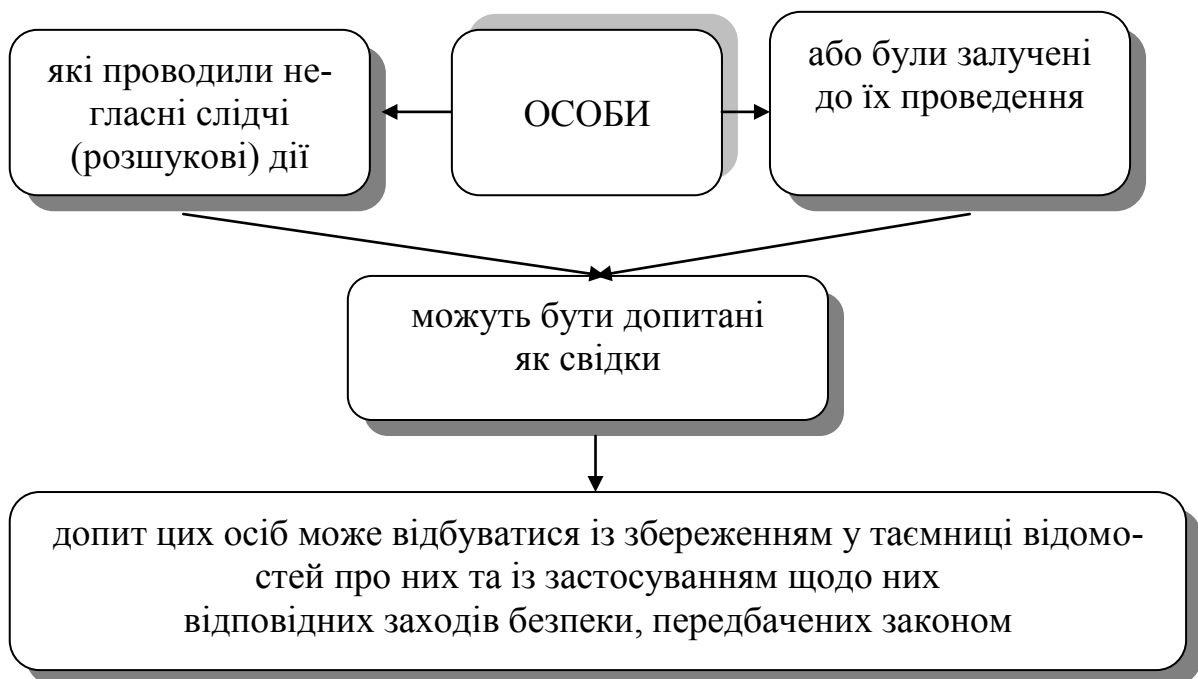 ОСОБИ
які проводили не-
гласні слідчі
(розшукові) дії
або були залучені
до їх проведення
можуть бути допитані
як свідки
допит цих осіб може відбуватися із збереженням у таємниці відомо-
стей про них та із застосуванням щодо них
відповідних заходів безпеки, передбачених законом